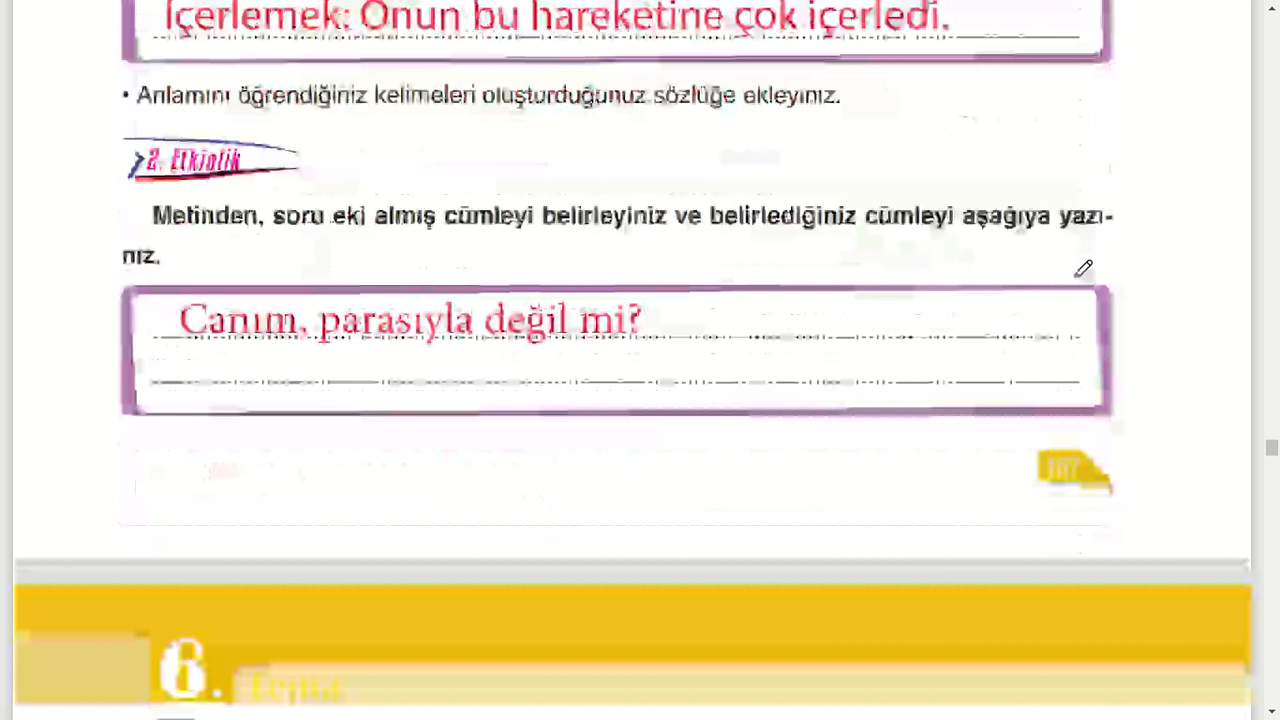 İçerlemek: Onun bu hareketine çok içerledi.
• Anlamını öğrendiğiniz kelimeleri oluşturduğunuz sözlüğe ekleyiniz.
2. Etkinlik
Metinden, soru eki almış cümleyi belirleyiniz ve belirlediğiniz cümleyi aşağıya yazı-
nız.
Canım, parasıyla değil mi?
6.